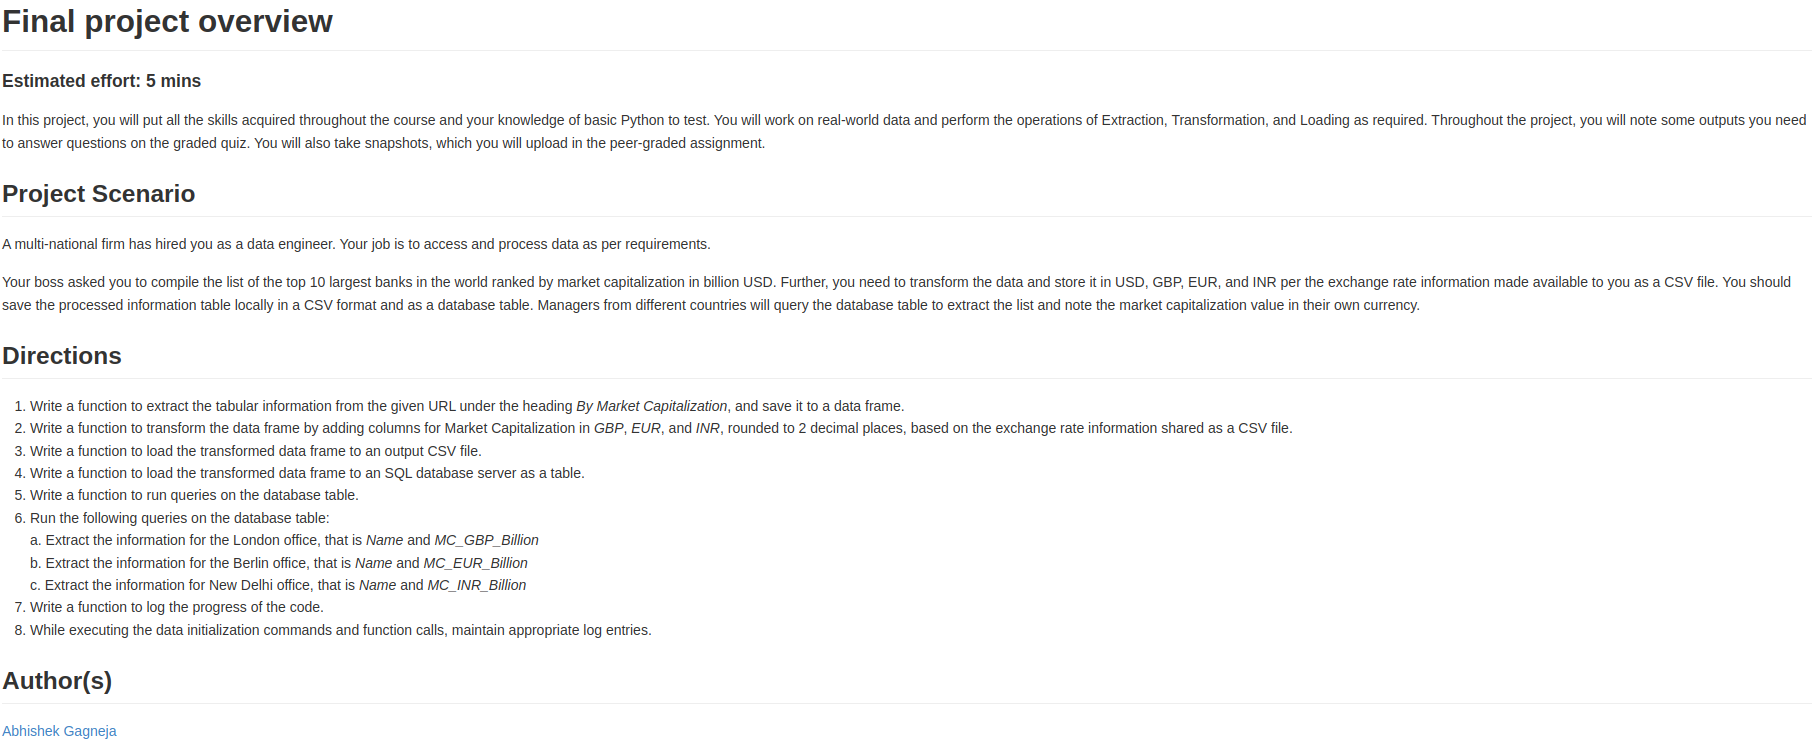 Final project overview
Estimated effort: 5 mins
In this project, you will put all the skills acquired throughout the course and your knowledge of basic Python to test. You will work on real-world data and perform the operations of Extraction, Transformation, and Loading as required. Throughout the project, you will note some outputs you need
to answer questions on the graded quiz. You will also take snapshots, which you will upload in the peer-graded assignment.
Project Scenario
A multi-national firm has hired you as a data engineer. Your job is to access and process data as per requirements.
Your boss asked you to compile the list of the top 10 largest banks in the world ranked by market capitalization in billion USD. Further, you need to transform the data and store it in USD, GBP, EUR, and INR per the exchange rate information made available to you as a CSV file. You should
save the processed information table locally in a CSV format and as a database table. Managers from different countries will query the database table to extract the list and note the market capitalization value in their own currency.
Directions
1. Write a function to extract the tabular information from the given URL under the heading By Market Capitalization, and save it to a data frame.
2. Write a function to transform the data frame by adding columns for Market Capitalization in GBP, EUR, and INR, rounded to 2 decimal places, based on the exchange rate information shared as a CSV file.
3. Write a function to load the transformed data frame to an output CSV file.
4. Write a function to load the transformed data frame to an SQL database server as a table.
5. Write a function to run queries on the database table.
6. Run the following queries on the database table:
a. Extract the information for the London office, that is Name and MC_GBP_Billion
b. Extract the information for the Berlin office, that is Name and MC_EUR_Billion
c. Extract the information for New Delhi office, that is Name and MC_INR_Billion
7. Write a function to log the progress of the code.
8. While executing the data initialization commands and function calls, maintain appropriate log entries.
Author(s)
Abhishek Gagneja